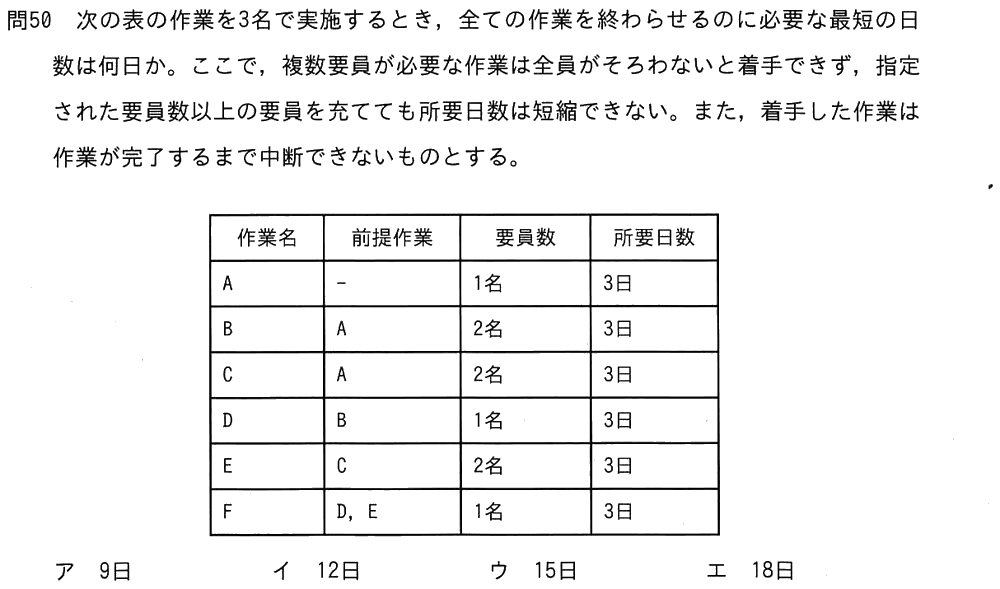 問50 次の表の作業を3名で実施するとき，全ての作業を終わらせるのに必要な最短の日
数は何日か。ここで，複数要員が必要な作業は全員がそろわないと着手できず，指定
された要員数以上の要員を充てても所要日数は短縮できない。また，着手した作業は
作業が完了するまで中断できないものとする。
作業名 前提作業 要員数 所要日数
A － 1名 3日
B A 2名 3日
C A 2名 3日
D B 1名 3日
E C 2名 3日
F D，E 1名 3日
ア 9日 イ 12日 ウ 15日 エ 18日